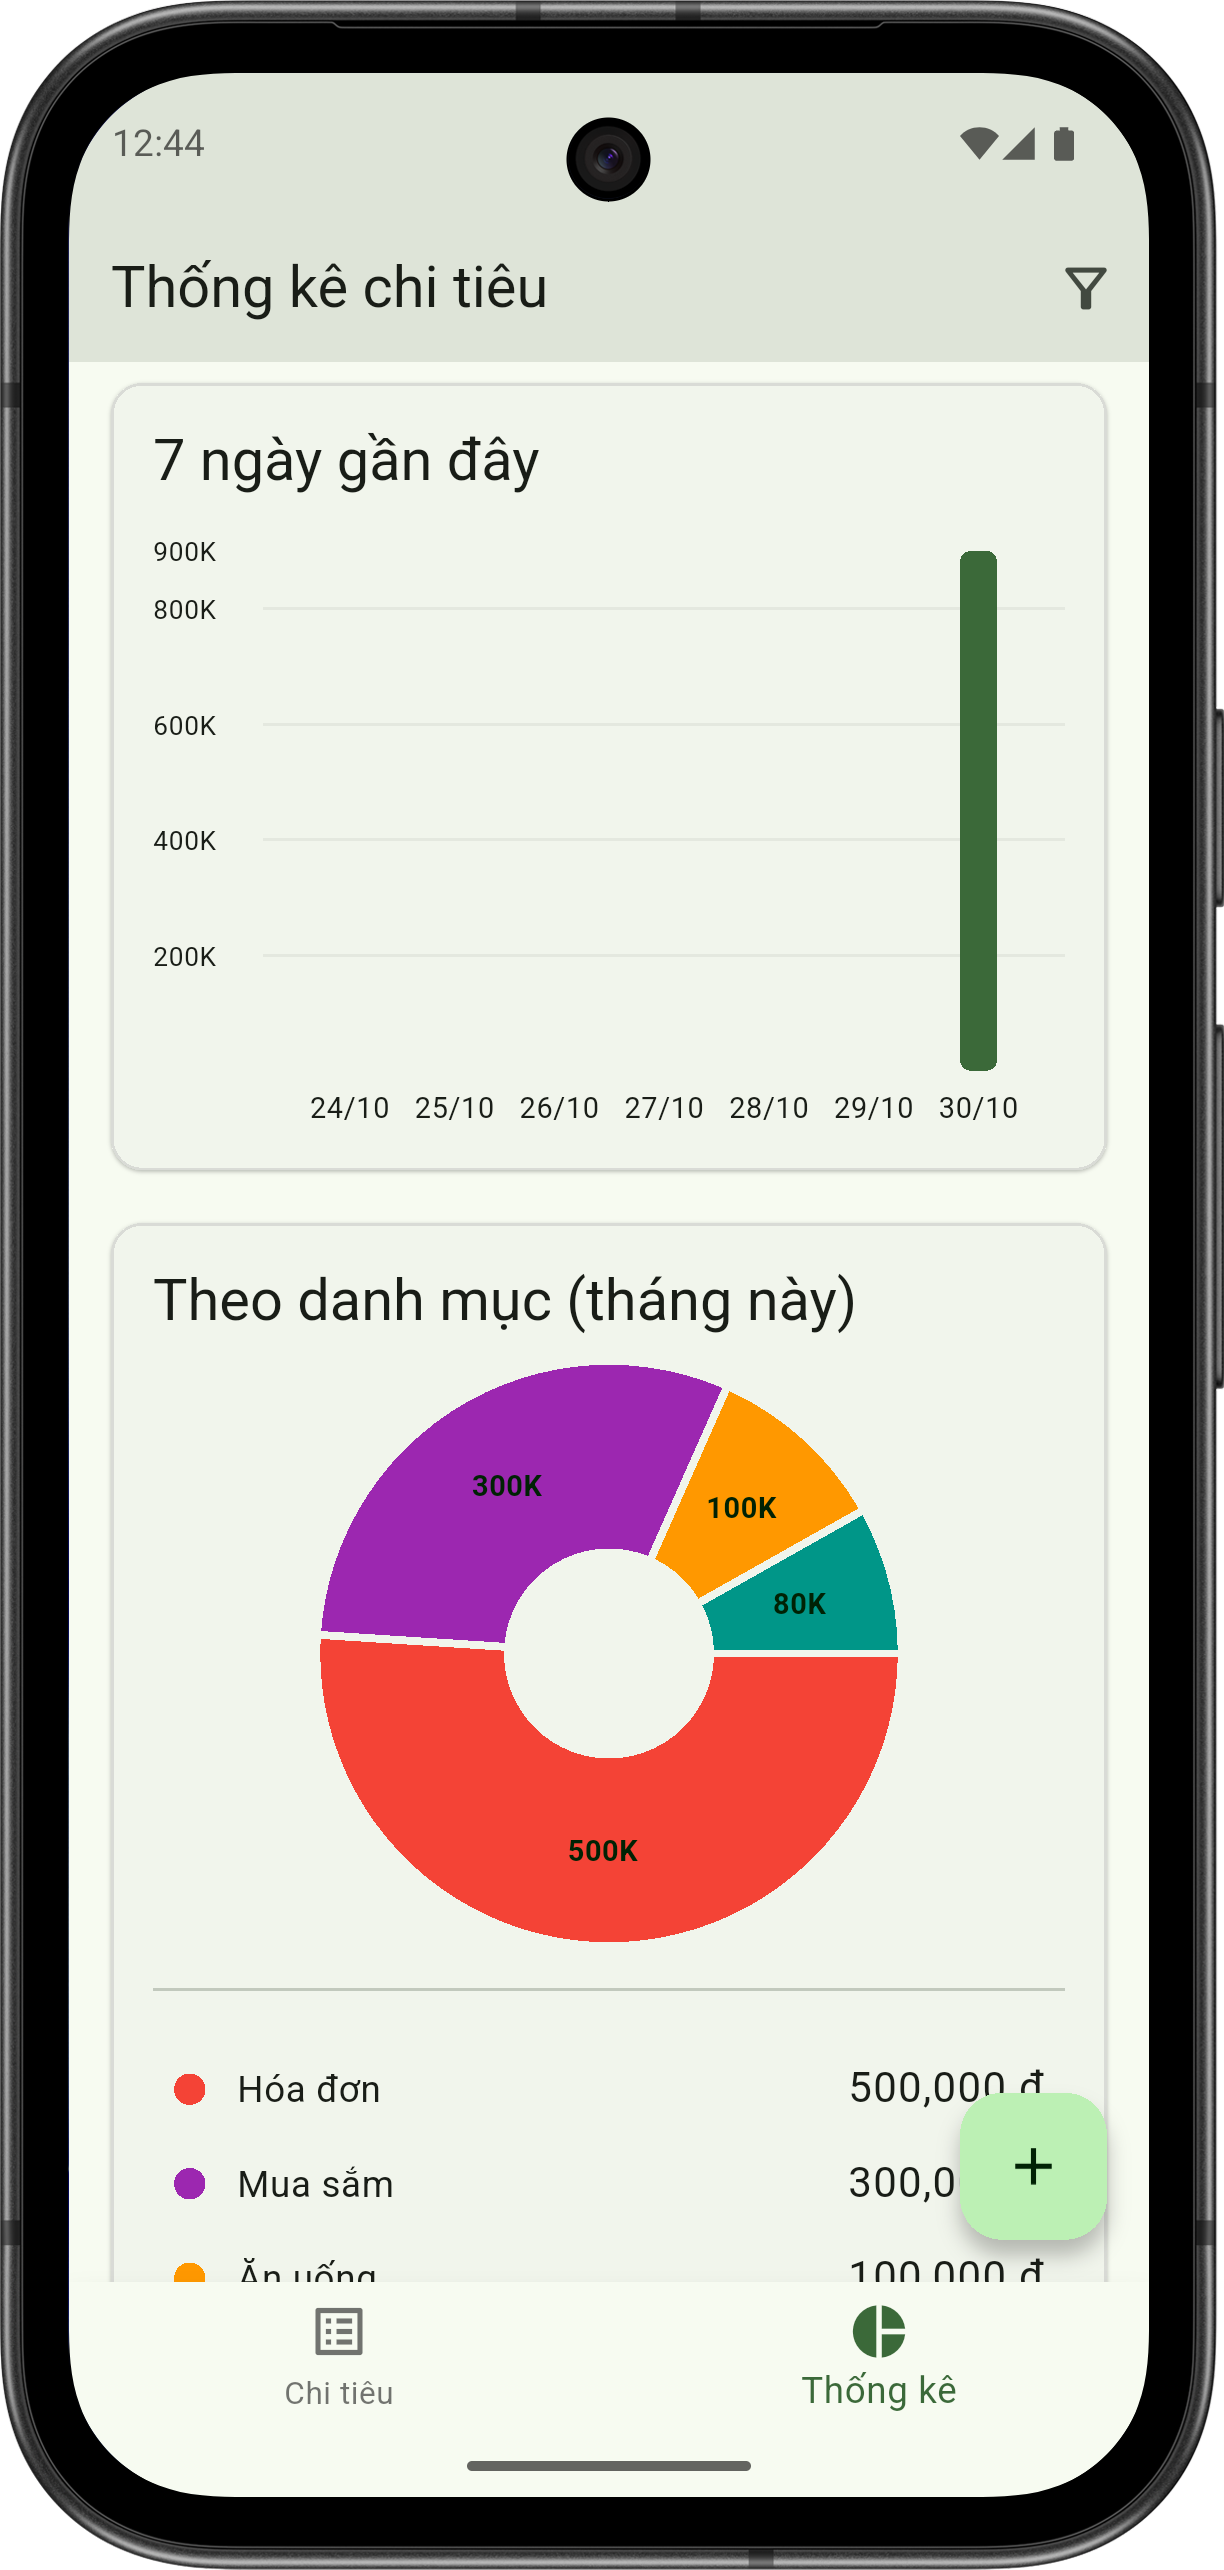 12:44
Thống kê chi tiêu
7 ngày gần đây
900K
800K
600K
400K
200K
24/10 25/10 26/10 27/10 28/10 29/10 30/10
Theo danh mục (tháng này)
300K
100K
80K
500K
Hóa đơn 500,000 đ
Mua sắm 300,0
Ăn uống 100,000 đ
Chi tiêu Thống kê